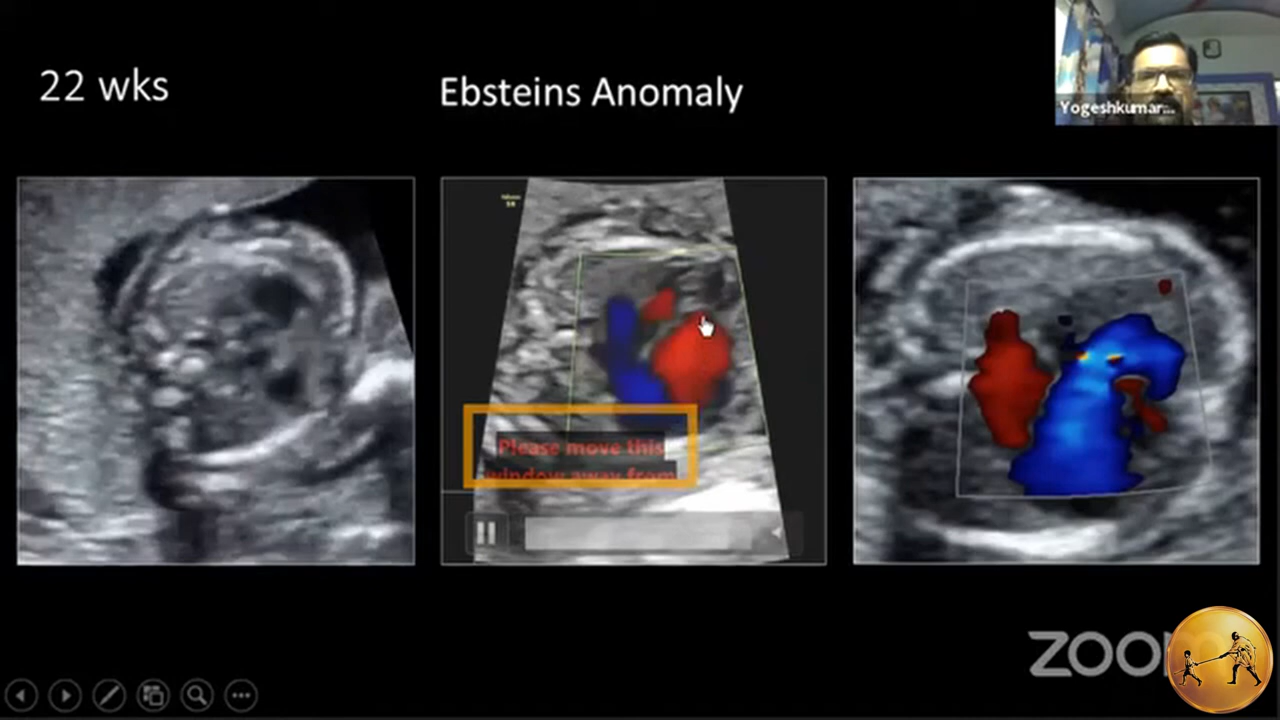 22 wks
Ebsteins Anomaly
Yogeshkumar...
Please move this
window away from
ZOO